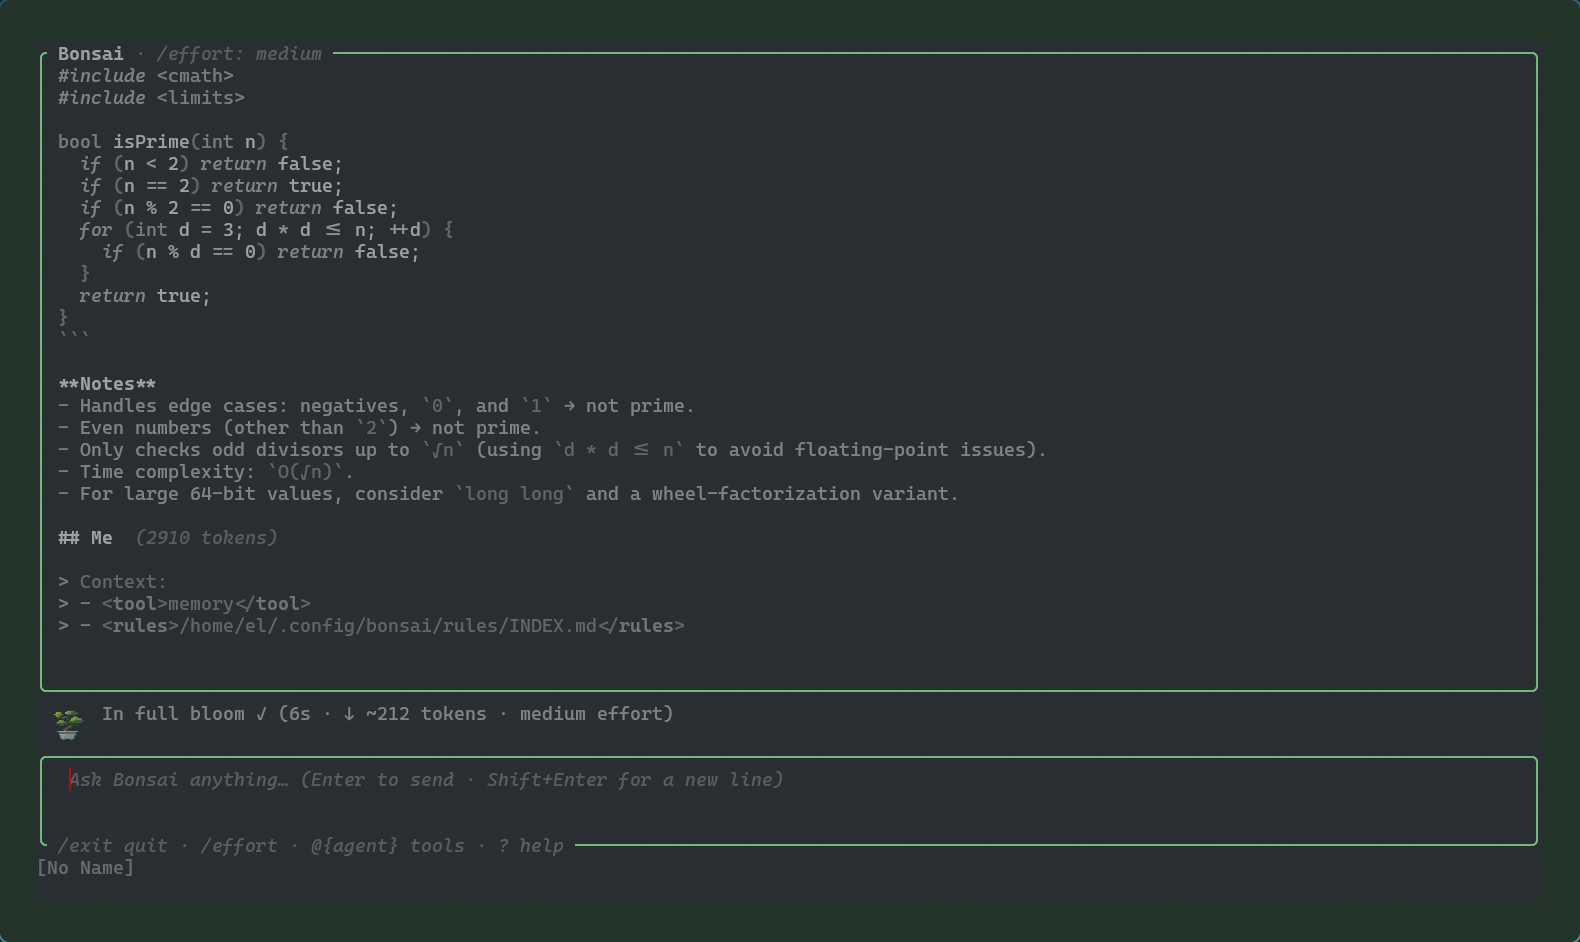 Bonsai · /effort: medium
#include <cmath>
#include <limits>
bool isPrime(int n) {
  if (n < 2) return false;
  if (n == 2) return true;
  if (n % 2 == 0) return false;
  for (int d = 3; d * d ≤ n; ++d) {
    if (n % d == 0) return false;
  }
  return true;
}
```
**Notes**
- Handles edge cases: negatives, `0`, and `1` → not prime.
- Even numbers (other than `2`) → not prime.
- Only checks odd divisors up to `√n` (using `d * d ≤ n` to avoid floating-point issues).
- Time complexity: `O(√n)`.
- For large 64-bit values, consider `long long` and a wheel-factorization variant.
## Me  (2910 tokens)
> Context:
> - <tool>memory</tool>
> - <rules>/home/el/.config/bonsai/rules/INDEX.md</rules>
In full bloom ✓ (6s · ↓ ~212 tokens · medium effort)
Ask Bonsai anything… (Enter to send · Shift+Enter for a new line)
/exit quit · /effort · @{agent} tools · ? help
[No Name]